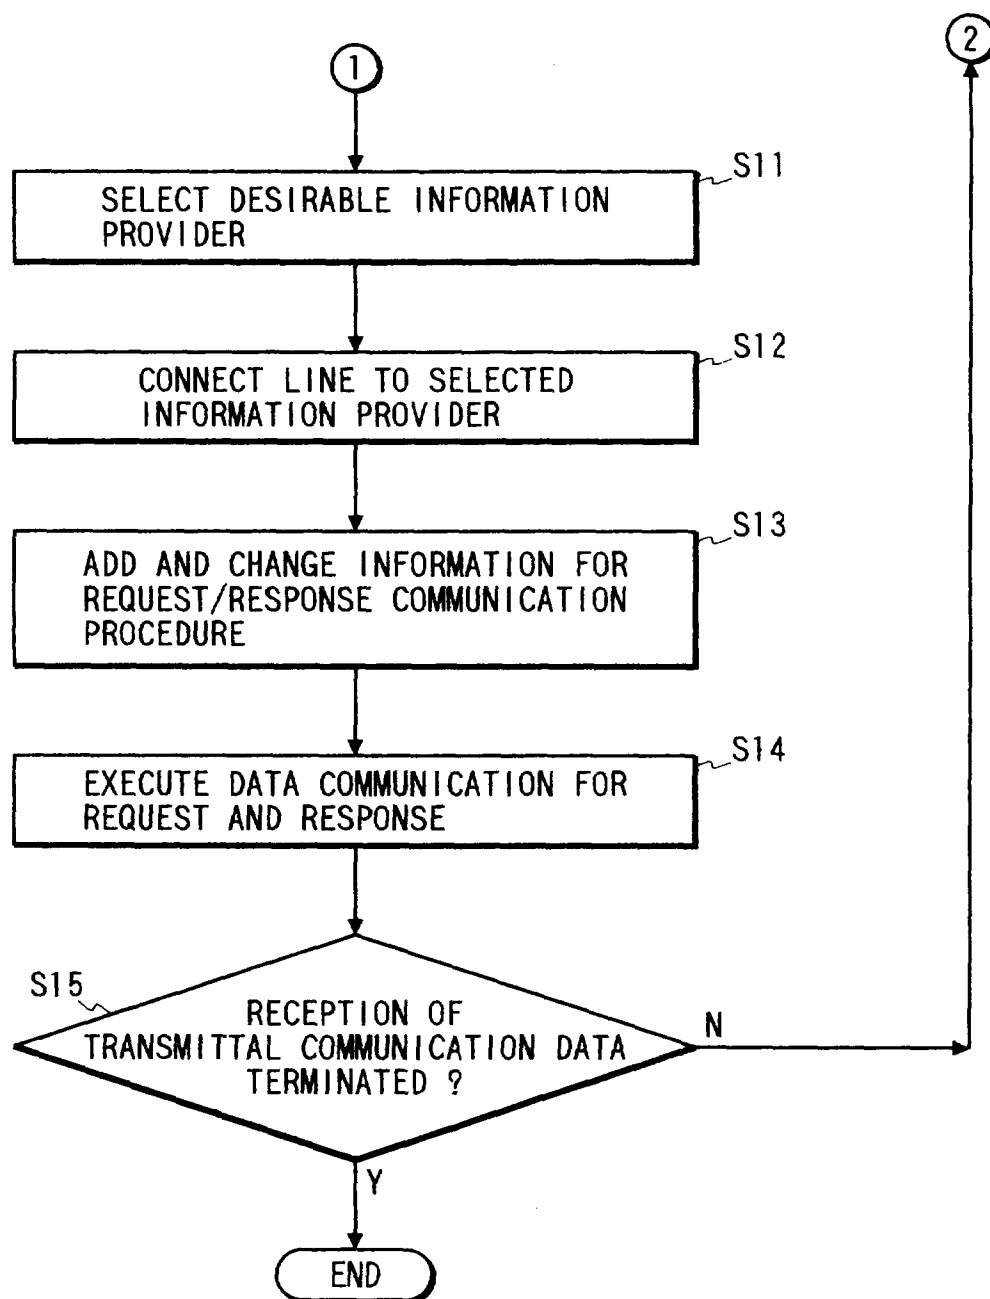 2
1
S11
SELECT DESIRABLE INFORMATION
PROVIDER
S12
CONNECT LINE TO SELECTED
INFORMATION PROVIDER
S13
ADD AND CHANGE INFORMATION FOR
REQUEST/RESPONSE COMMUNICATION
PROCEDURE
S14
EXECUTE DATA COMMUNICATION FOR
REQUEST AND RESPONSE
S15
RECEPTION OF
TRANSMITTAL COMMUNICATION DATA
TERMINATED ?
N
Y
END